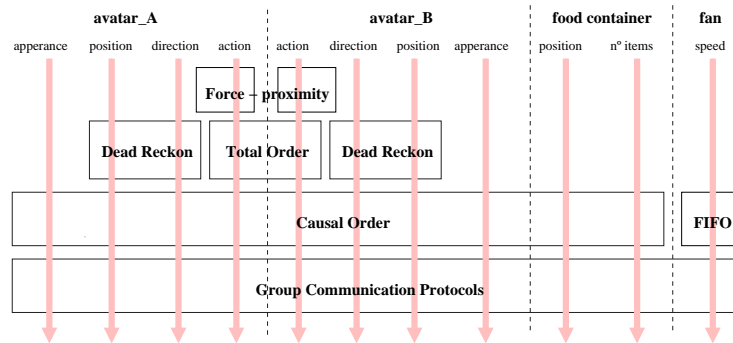 avatar_A avatar_B food container fan
apperance position direction action action direction position apperance position nº items speed
Force – proximity
Dead Reckon Total Order Dead Reckon
Causal Order FIFO
Group Communication Protocols